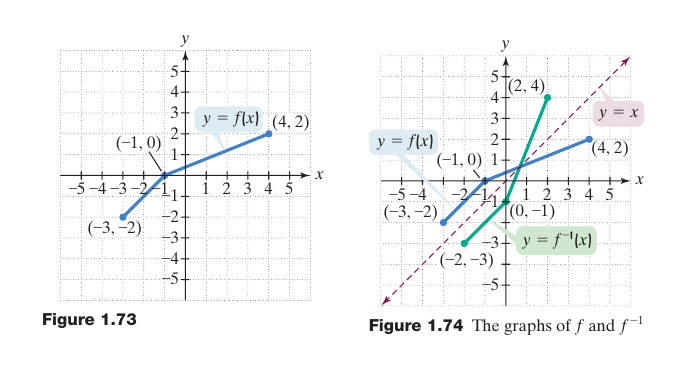 y
5
4
3
2
y = f(x)
(4, 2)
(−1, 0)
−5 −4 −3 −2 −1 1 2 3 4 5 x
(−3, −2)
−2
−3
−4
−5
Figure 1.73
y
5
(2, 4)
4
y = x
3
y = f(x)
2
(4, 2)
(−1, 0)
1
−5 −4 −2 1 2 3 4 5 x
−1
(−3, −2)
(0, −1)
−3
y = f⁻¹(x)
(−2, −3)
−5
Figure 1.74 The graphs of f and f⁻¹